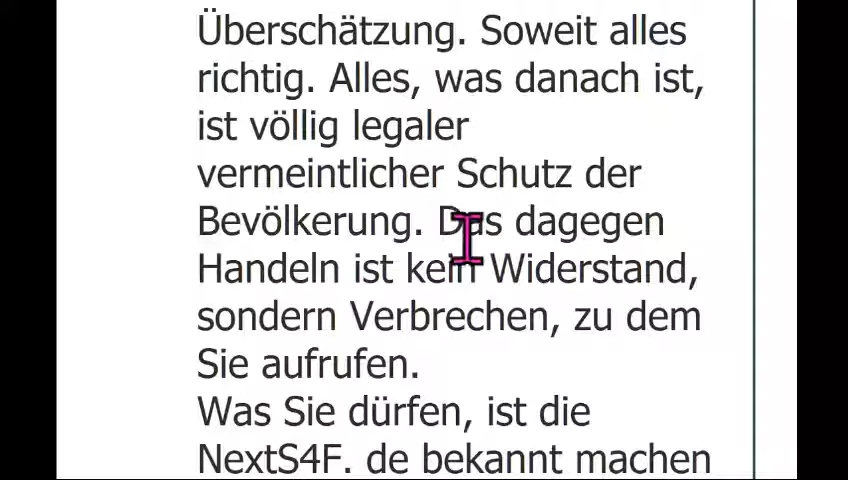 Überschätzung. Soweit alles
richtig. Alles, was danach ist,
ist völlig legaler
vermeintlicher Schutz der
Bevölkerung. Das dagegen
Handeln ist kein Widerstand,
sondern Verbrechen, zu dem
Sie aufrufen.
Was Sie dürfen, ist die
NextS4F. de bekannt machen